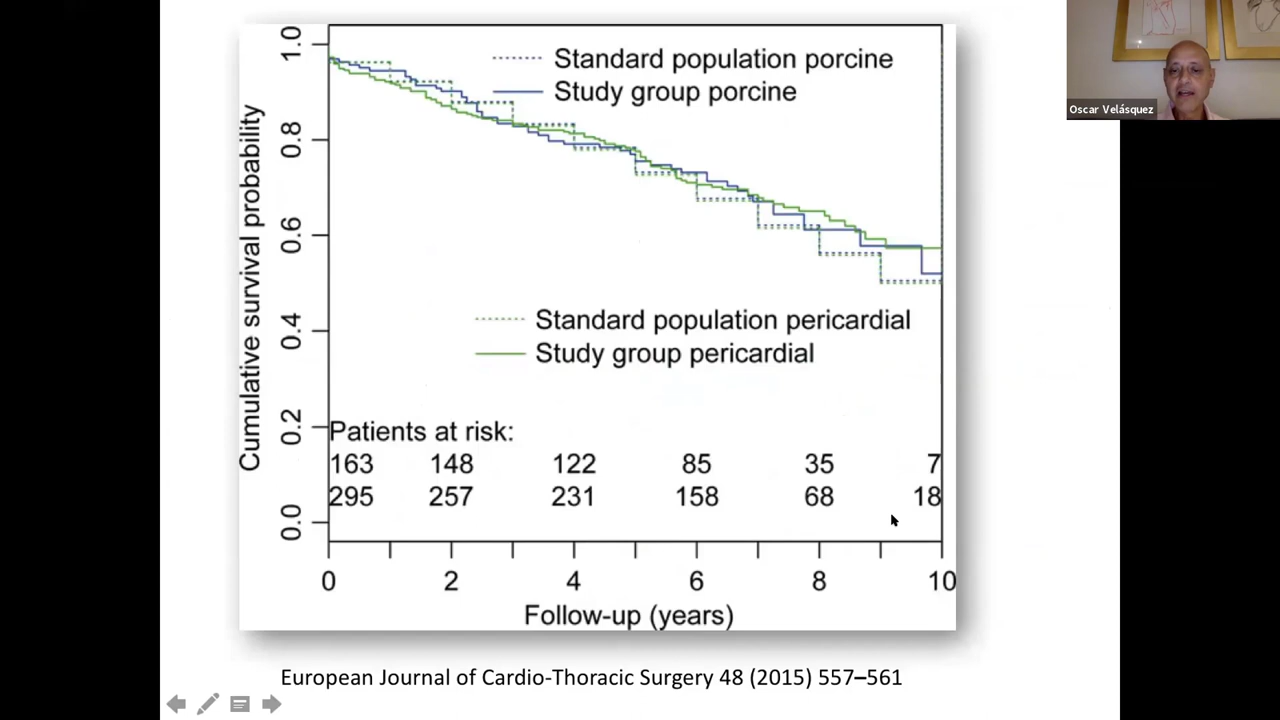 Standard population porcine
Study group porcine
Standard population pericardial
Study group pericardial
Cumulative survival probability
1.0
0.8
0.6
0.4
0.2
0.0
Patients at risk:
163 148 122 85 35 7
295 257 231 158 68 18
0 2 4 6 8 10
Follow-up (years)
European Journal of Cardio-Thoracic Surgery 48 (2015) 557–561
Oscar Velásquez